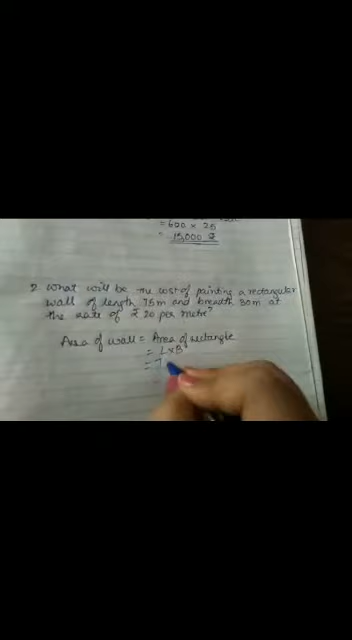 = 600 × 25
= 15,000 ₹
2. What will be the cost of painting a rectangular
wall of length 75m and breadth 30m at
the rate of ₹ 20 per metre?
Area of wall = Area of rectangle
= L×B
= 7